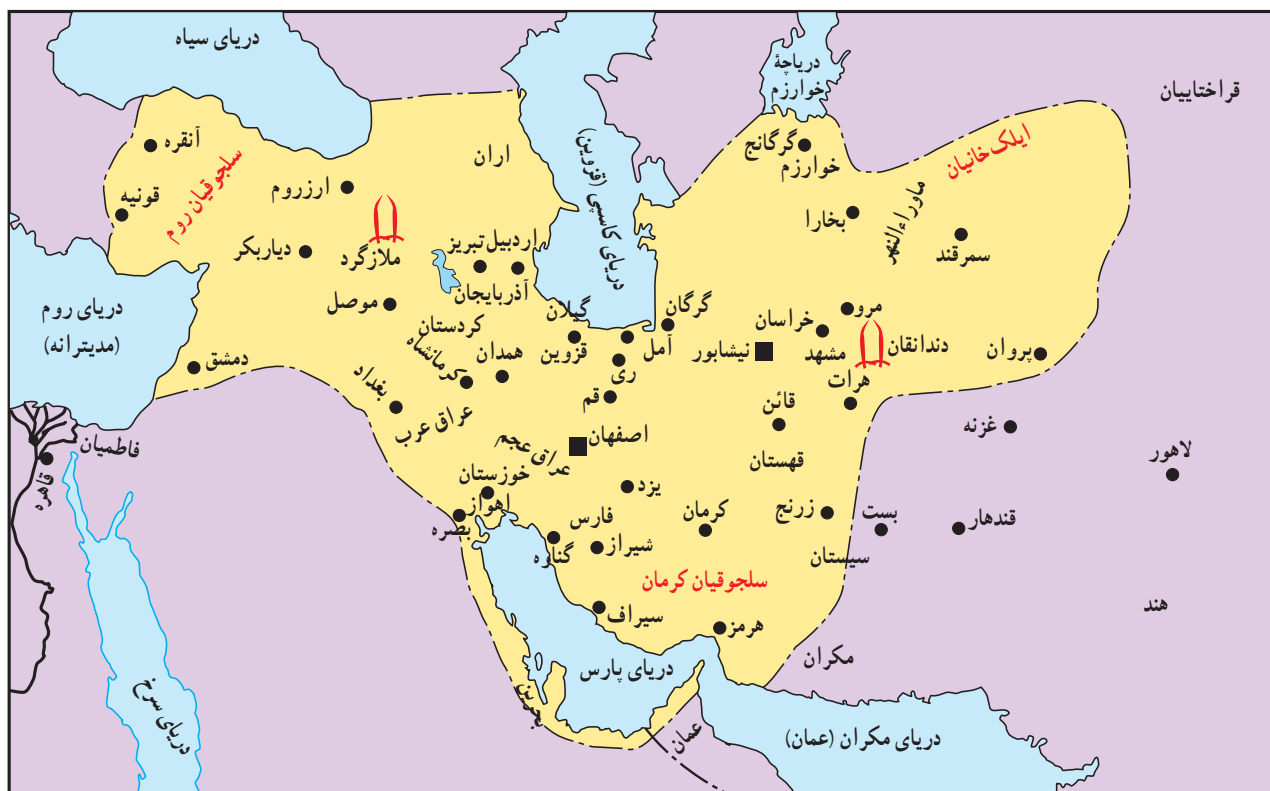 دریای سیاه
دریاچهٔ
خوارزم
قراختاییان
آنقره
سلجوقیان روم
قونیه
ارزروم
اران
دریای کاسپی (قزوین)
گرگانج
خوارزم
ایلک‌خانیان
ماوراءالنهر
بخارا
سمرقند
دیاربکر
ملازگرد
تبریز
اردبیل
آذربایجان
موصل
دریای روم
(مدیترانه)
دمشق
کردستان
کرمانشاه
همدان
گیلان
قزوین
آمل
ری
قم
گرگان
نیشابور
خراسان
مشهد
مرو
دندانقان
هرات
پروان
قائن
قهستان
غزنه
لاهور
بغداد
عراق عرب
عراق عجم
اصفهان
فاطمیان
قاهره
خوزستان
اهواز
بصره
یزد
فارس
شیراز
گناوه
کرمان
زرنج
بست
قندهار
سیستان
سلجوقیان کرمان
سیراف
هرمز
هند
مکران
دریای پارس
بحرین
عمان
دریای مکران (عمان)
دریای سرخ